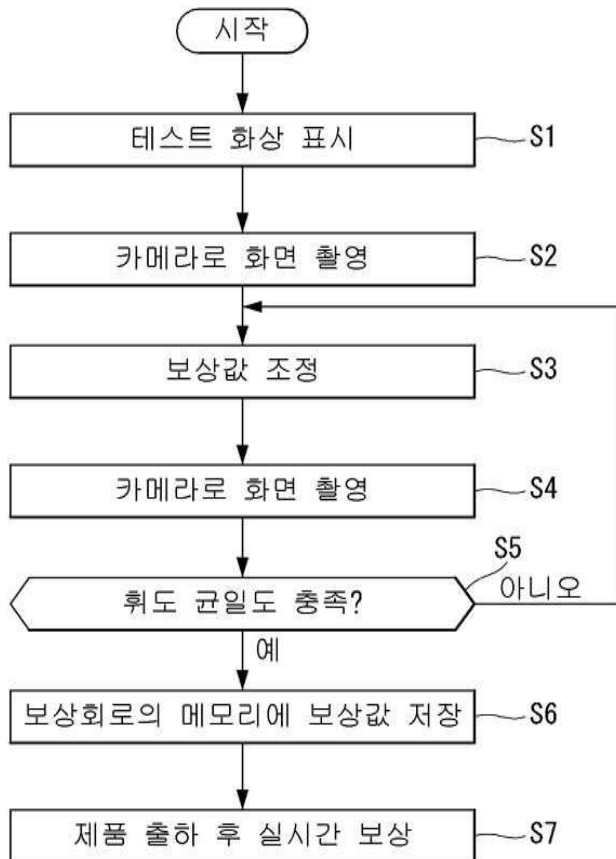 시작
테스트 화상 표시
S1
카메라로 화면 촬영
S2
보상값 조정
S3
카메라로 화면 촬영
S4
S5
휘도 균일도 충족?
아니오
예
보상회로의 메모리에 보상값 저장
S6
제품 출하 후 실시간 보상
S7